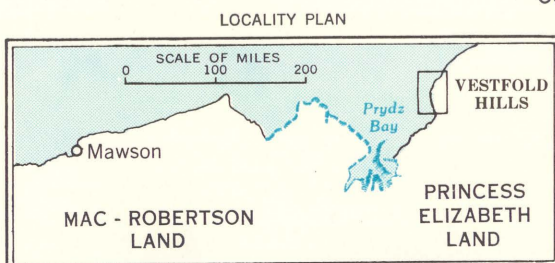 LOCALITY PLAN
SCALE OF MILES
0 100 200
Prydz
Bay
VESTFOLD
HILLS
Mawson
MAC - ROBERTSON
LAND
PRINCESS
ELIZABETH
LAND